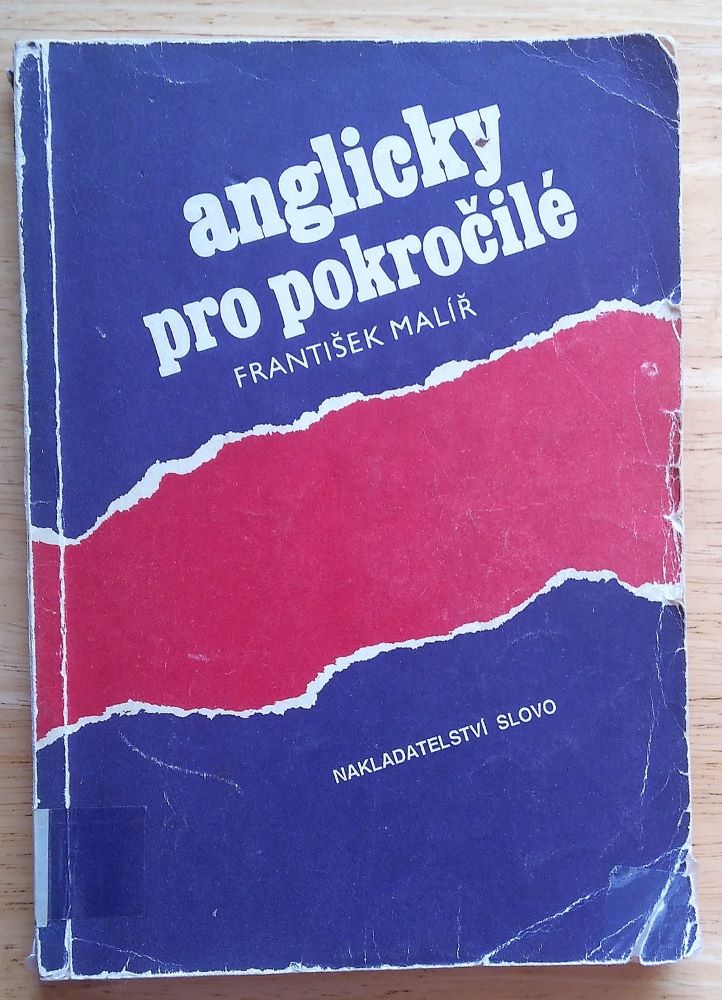 anglicky
pro pokročilé
FRANTIŠEK MALÍŘ
NAKLADATELSTVÍ SLOVO